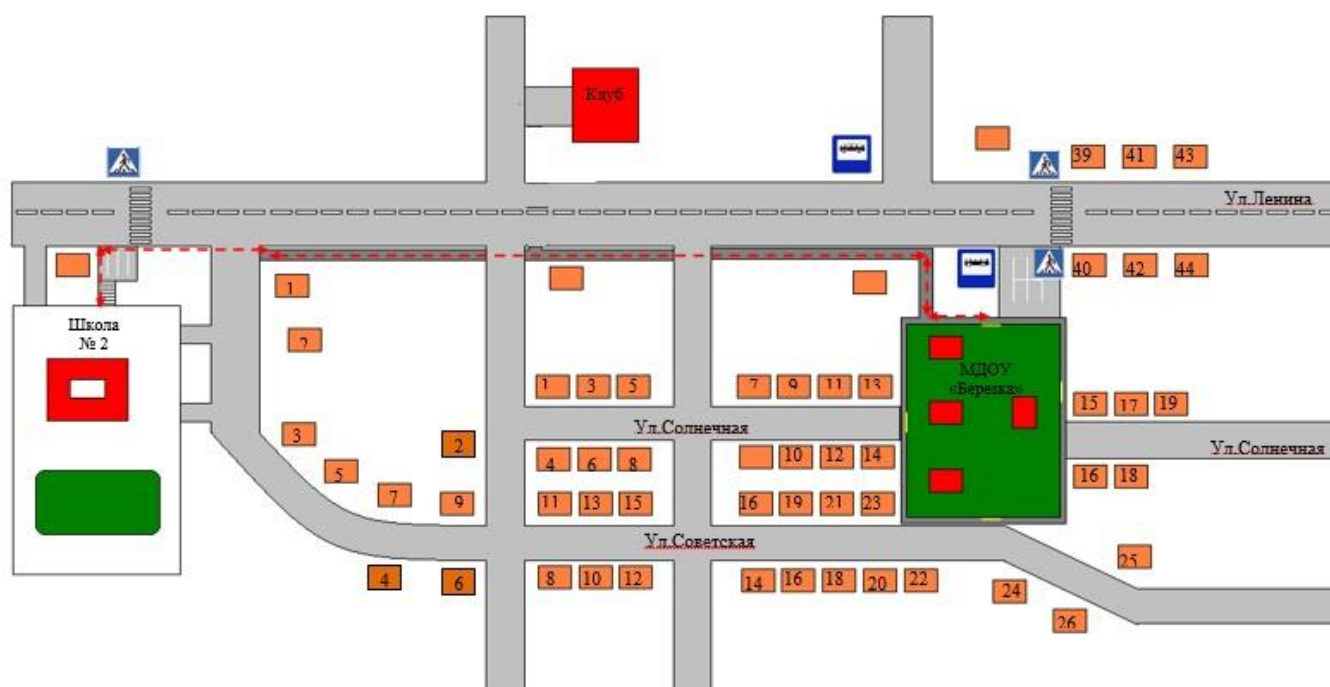 Клуб
39 41 43
Ул.Ленина
40 42 44
1
Школа
№ 2
2
МДОУ
«Березка»
1 3 5
7 9 11 13
15 17 19
3
2
Ул.Солнечная
Ул.Солнечная
4 6 8
10 12 14
5
16 18
7
9
11 13 15
16 19 21 23
Ул.Советская
25
4
6
8 10 12
14 16 18 20 22
24
26